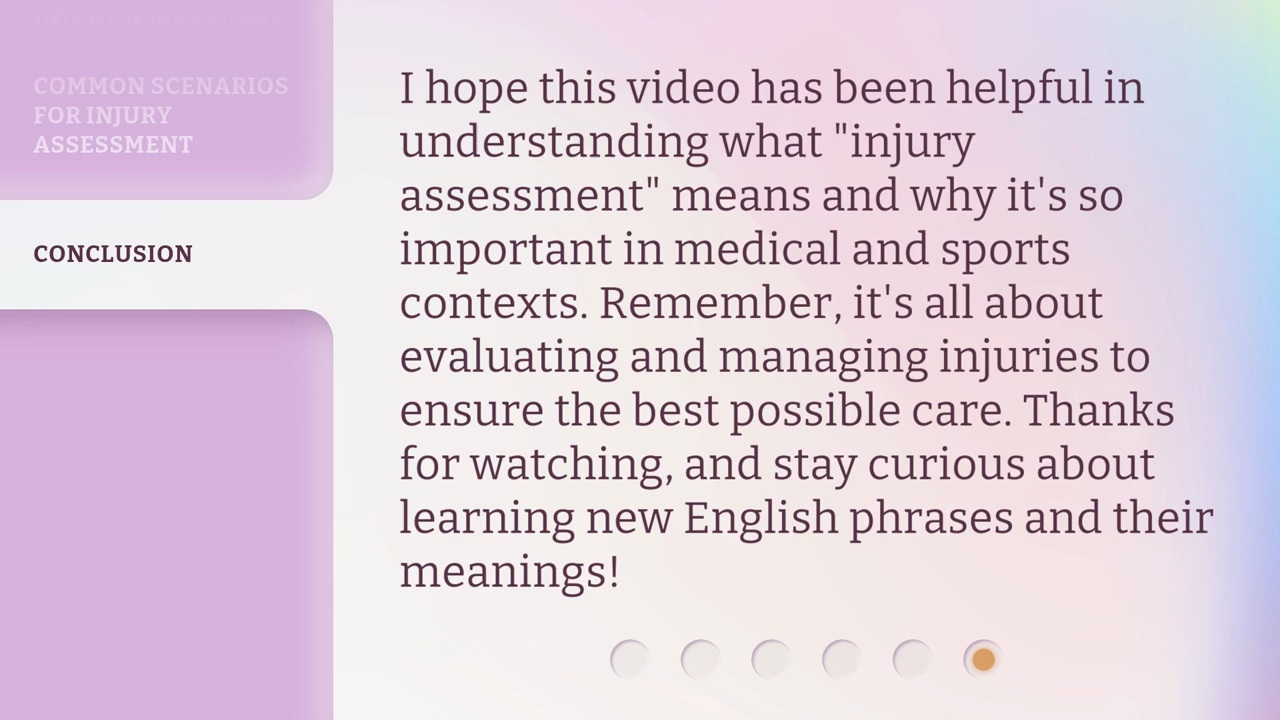 INJURY ASSESSMENT
COMMON SCENARIOS
FOR INJURY
ASSESSMENT
CONCLUSION
I hope this video has been helpful in
understanding what "injury
assessment" means and why it's so
important in medical and sports
contexts. Remember, it's all about
evaluating and managing injuries to
ensure the best possible care. Thanks
for watching, and stay curious about
learning new English phrases and their
meanings!